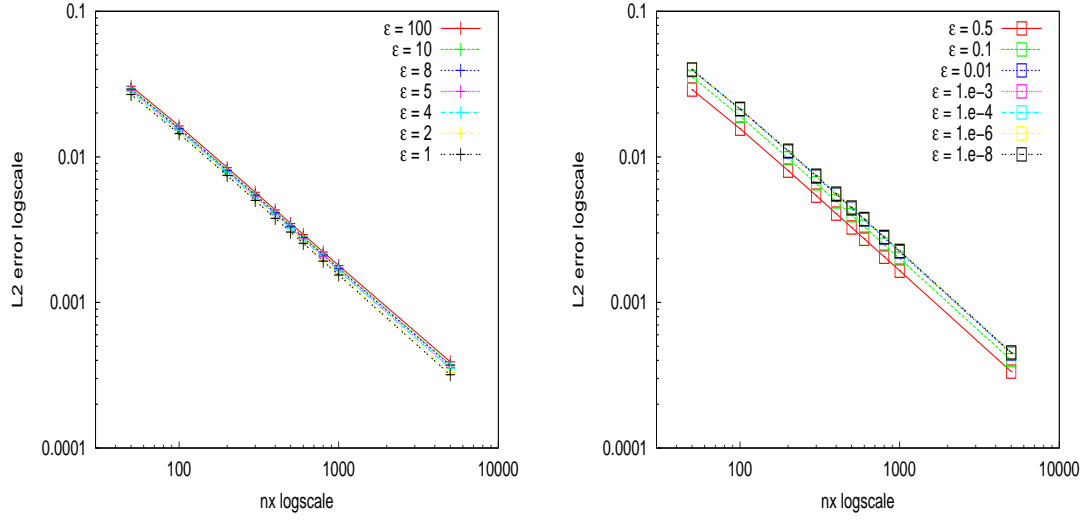 0.1
0.01
0.001
0.0001
100
1000
10000
L2 error logscale
nx logscale
ε = 100
ε = 10
ε = 8
ε = 5
ε = 4
ε = 2
ε = 1
0.1
0.01
0.001
0.0001
100
1000
10000
L2 error logscale
nx logscale
ε = 0.5
ε = 0.1
ε = 0.01
ε = 1.e−3
ε = 1.e−4
ε = 1.e−6
ε = 1.e−8